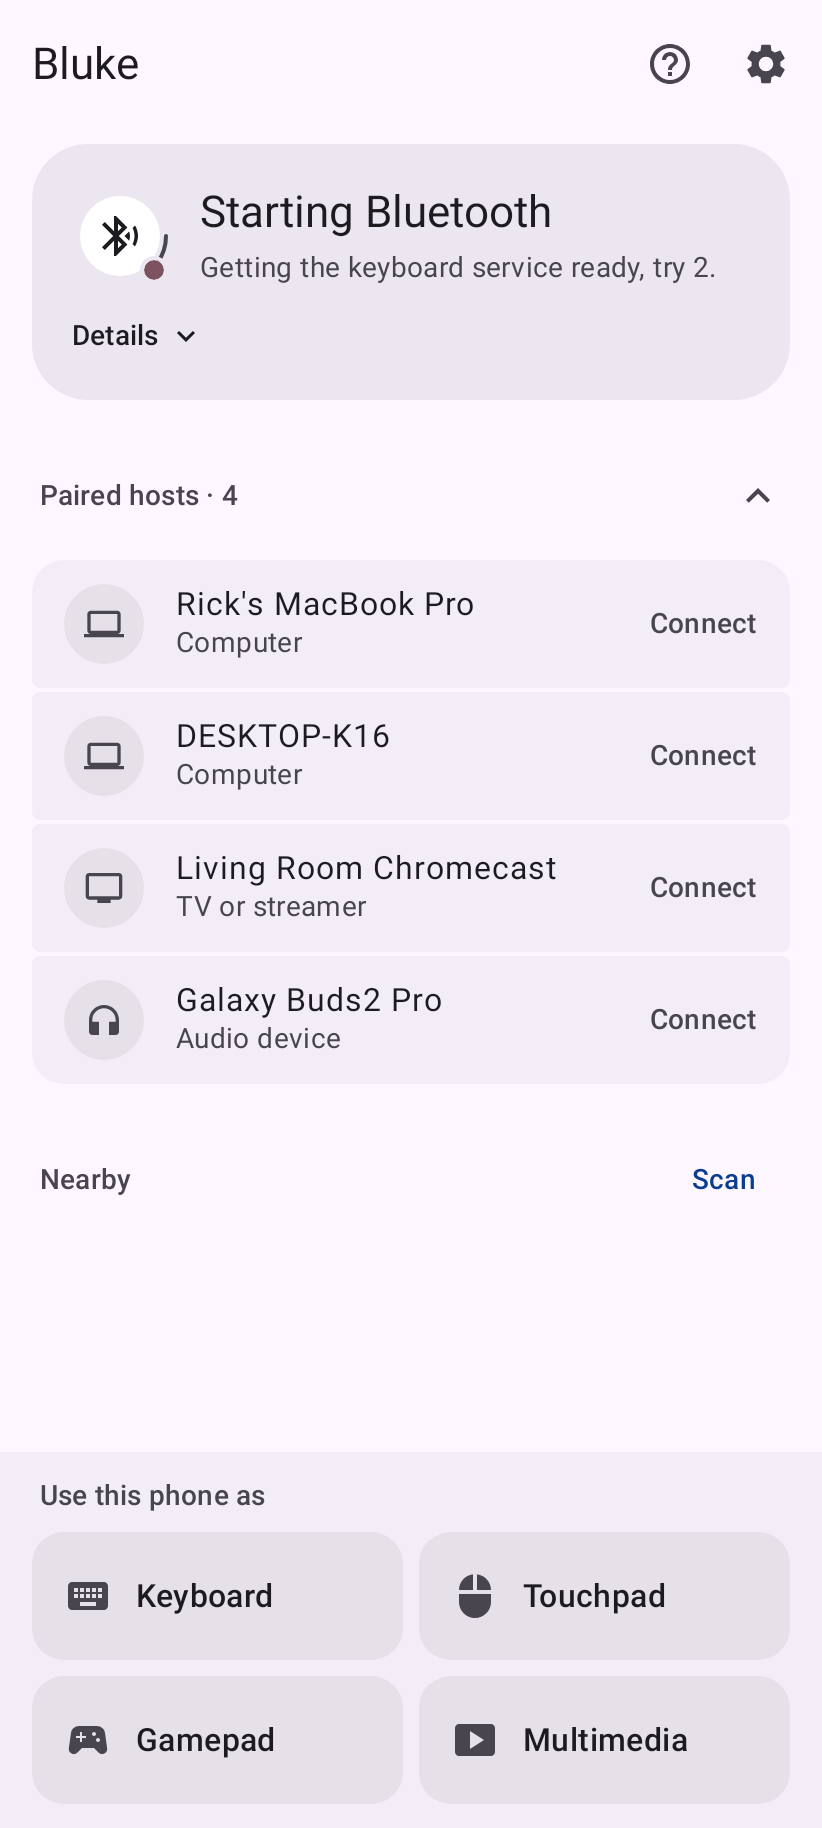 Bluke
Starting Bluetooth
Getting the keyboard service ready, try 2.
Details
Paired hosts · 4
Rick's MacBook Pro
Computer
Connect
DESKTOP-K16
Computer
Connect
Living Room Chromecast
TV or streamer
Connect
Galaxy Buds2 Pro
Audio device
Connect
Nearby
Scan
Use this phone as
Keyboard
Touchpad
Gamepad
Multimedia